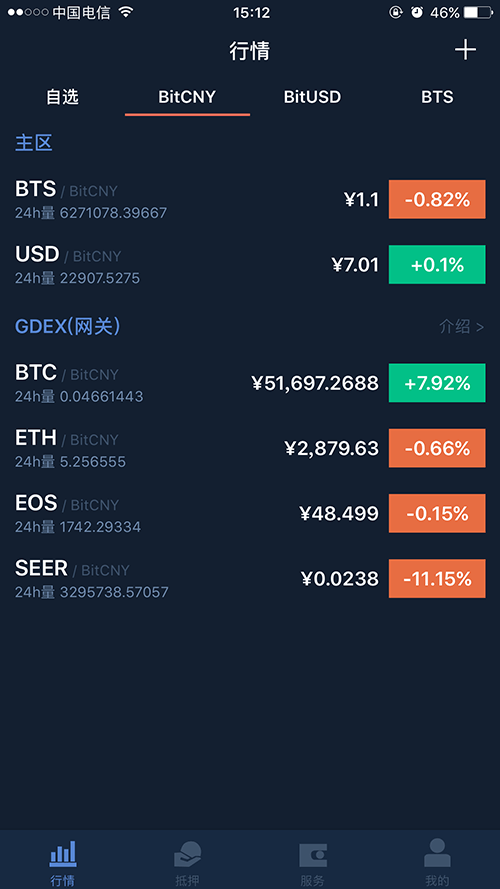 中国电信 15:12 46%
行情
自选 BitCNY BitUSD BTS
主区
BTS / BitCNY ¥1.1 -0.82%
24h量 6271078.39667
USD / BitCNY ¥7.01 +0.1%
24h量 22907.5275
GDEX(网关) 介绍 >
BTC / BitCNY ¥51,697.2688 +7.92%
24h量 0.04661443
ETH / BitCNY ¥2,879.63 -0.66%
24h量 5.256555
EOS / BitCNY ¥48.499 -0.15%
24h量 1742.29334
SEER / BitCNY ¥0.0238 -11.15%
24h量 3295738.57057
行情 抵押 服务 我的